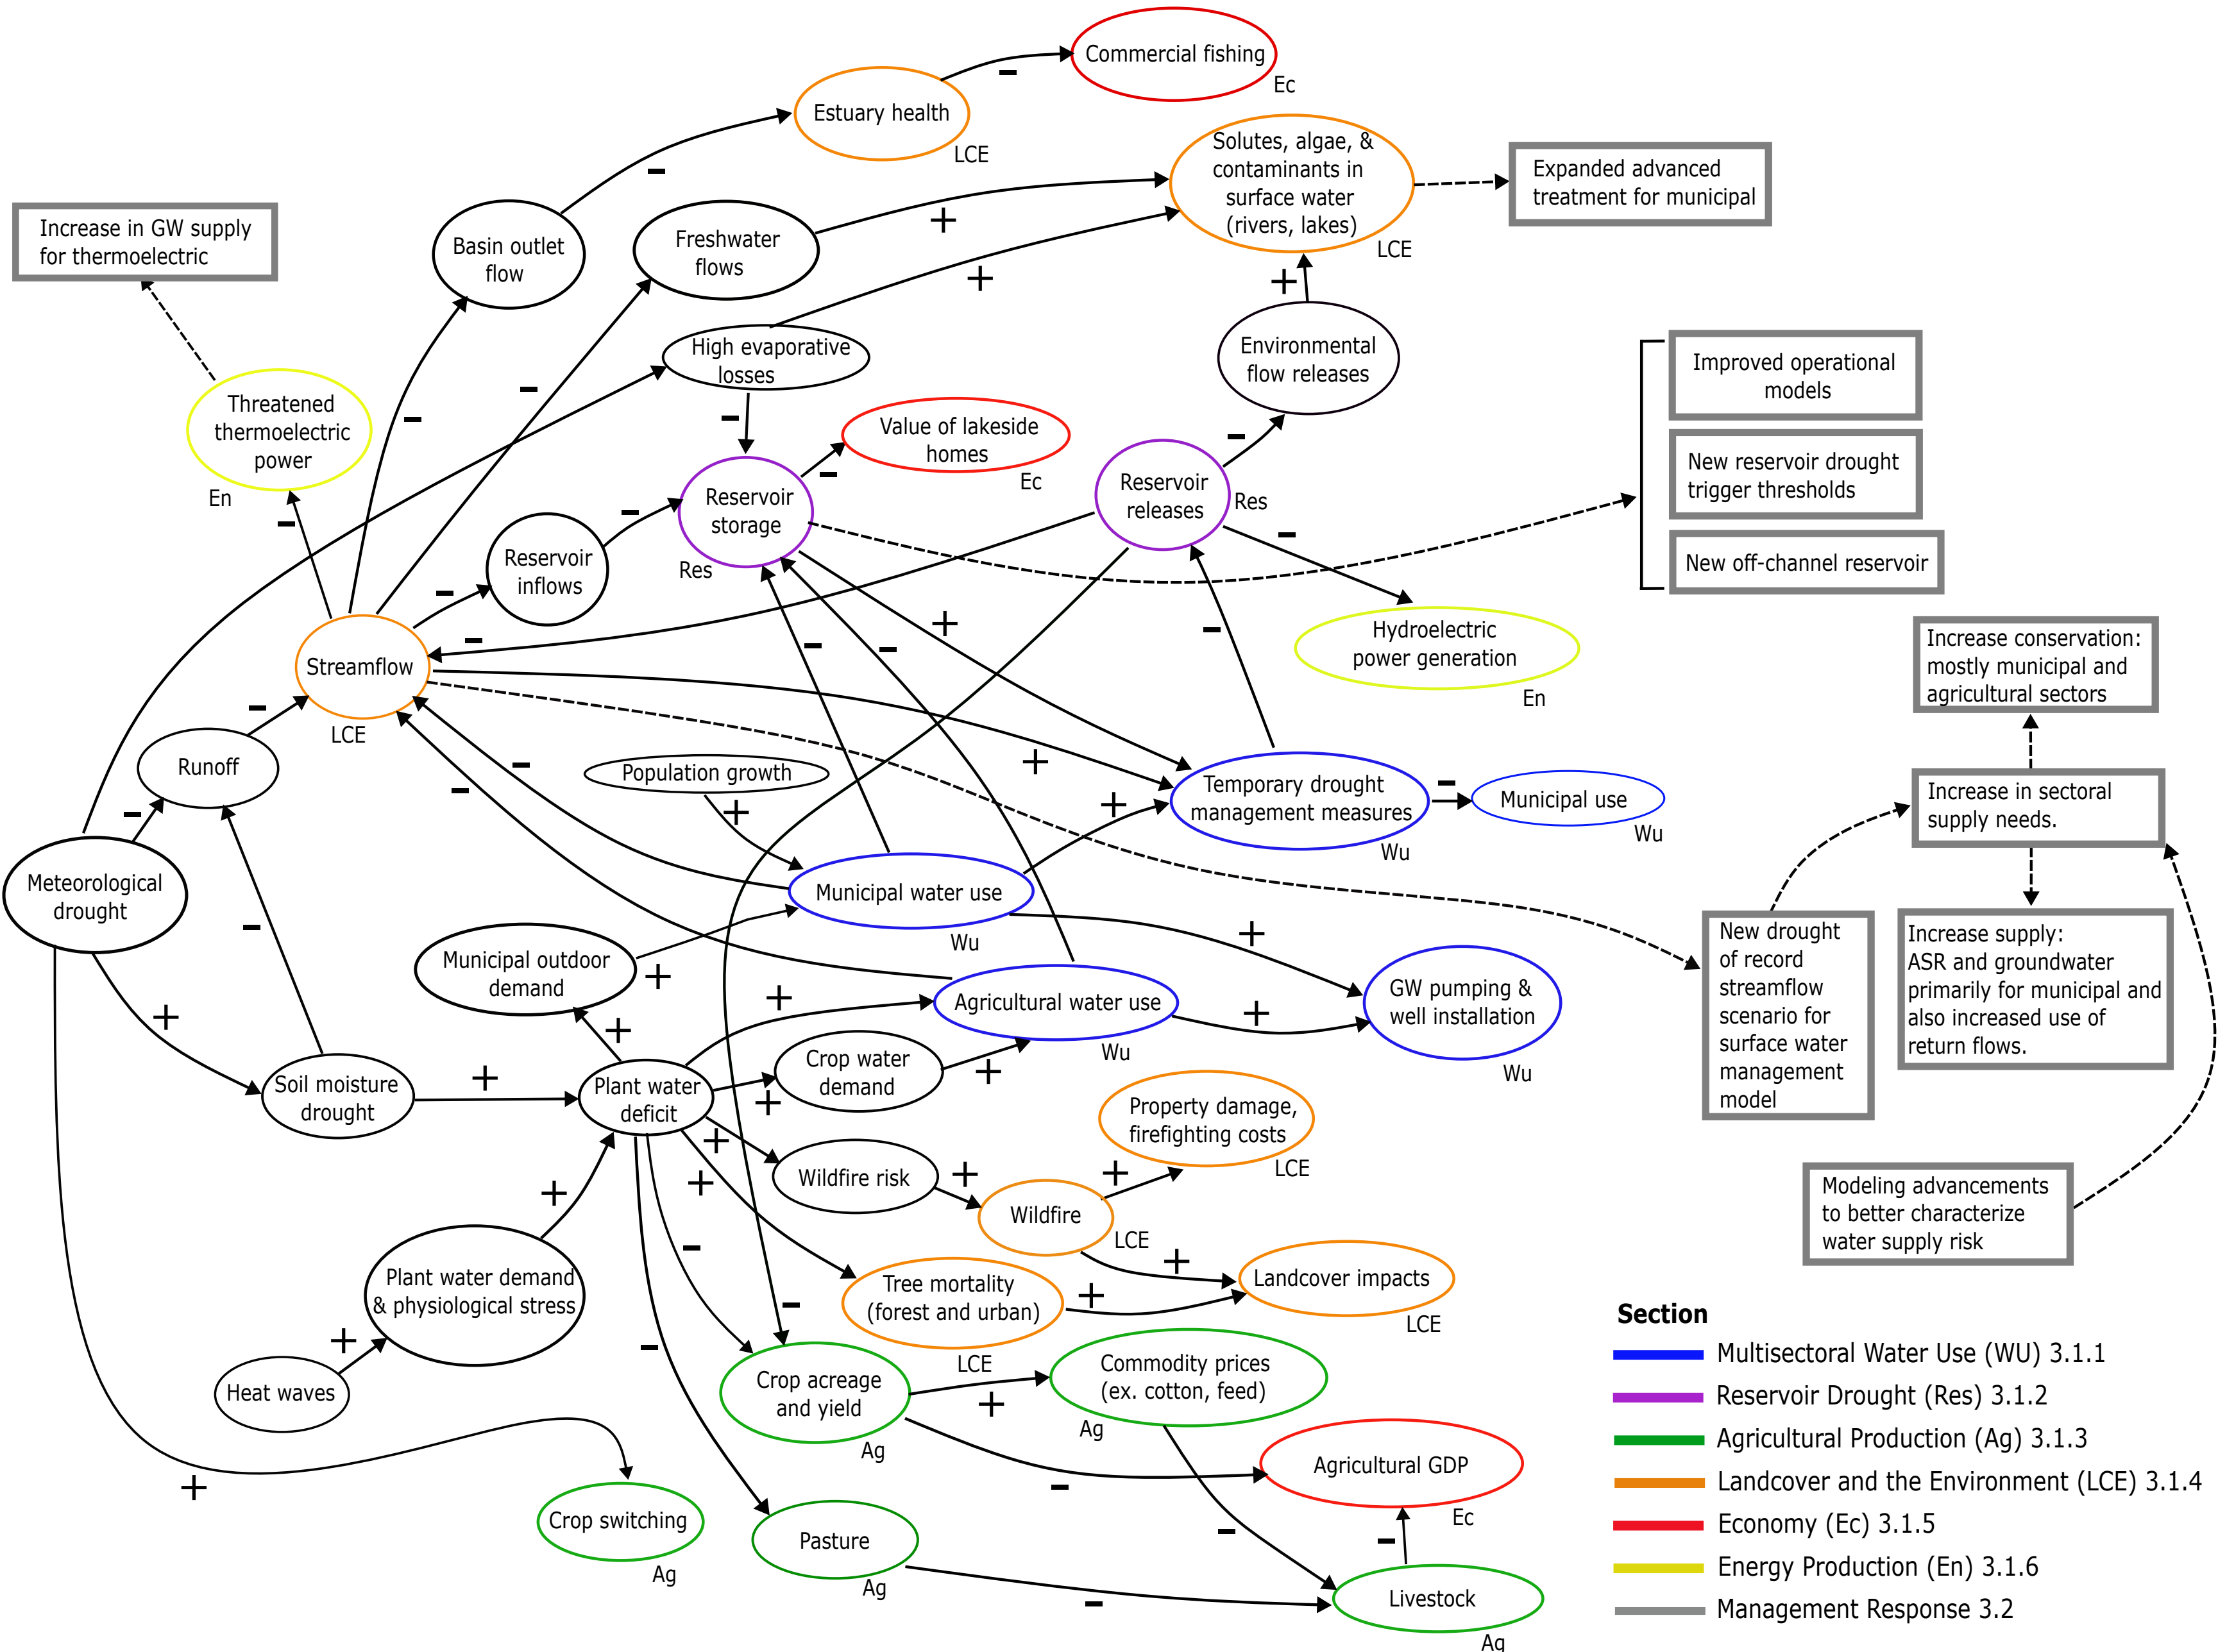 Commercial fishing
Ec
Estuary health
LCE
Solutes, algae, &
contaminants in
surface water
(rivers, lakes)
LCE
Expanded advanced
treatment for municipal
Increase in GW supply
for thermoelectric
Basin outlet
flow
Freshwater
flows
High evaporative
losses
Environmental
flow releases
Threatened
thermoelectric
power
En
Value of lakeside
homes
Ec
Reservoir
storage
Res
Reservoir
releases
Res
Improved operational
models
New reservoir drought
trigger thresholds
New off-channel reservoir
Reservoir
inflows
Hydroelectric
power generation
En
Streamflow
LCE
Increase conservation:
mostly municipal and
agricultural sectors
Runoff
Population growth
Temporary drought
management measures
Wu
Municipal use
Wu
Increase in sectoral
supply needs.
Meteorological
drought
Municipal water use
Wu
Municipal outdoor
demand
Agricultural water use
Wu
GW pumping &
well installation
Wu
New drought
of record
streamflow
scenario for
surface water
management
model
Increase supply:
ASR and groundwater
primarily for municipal and
also increased use of
return flows.
Soil moisture
drought
Plant water
deficit
Crop water
demand
Property damage,
firefighting costs
LCE
Wildfire risk
Wildfire
LCE
Modeling advancements
to better characterize
water supply risk
Plant water demand
& physiological stress
Tree mortality
(forest and urban)
LCE
Landcover impacts
LCE
Heat waves
Crop acreage
and yield
Ag
Commodity prices
(ex. cotton, feed)
Ag
Agricultural GDP
Ec
Crop switching
Ag
Pasture
Ag
Livestock
Ag
Section
Multisectoral Water Use (WU) 3.1.1
Reservoir Drought (Res) 3.1.2
Agricultural Production (Ag) 3.1.3
Landcover and the Environment (LCE) 3.1.4
Economy (Ec) 3.1.5
Energy Production (En) 3.1.6
Management Response 3.2